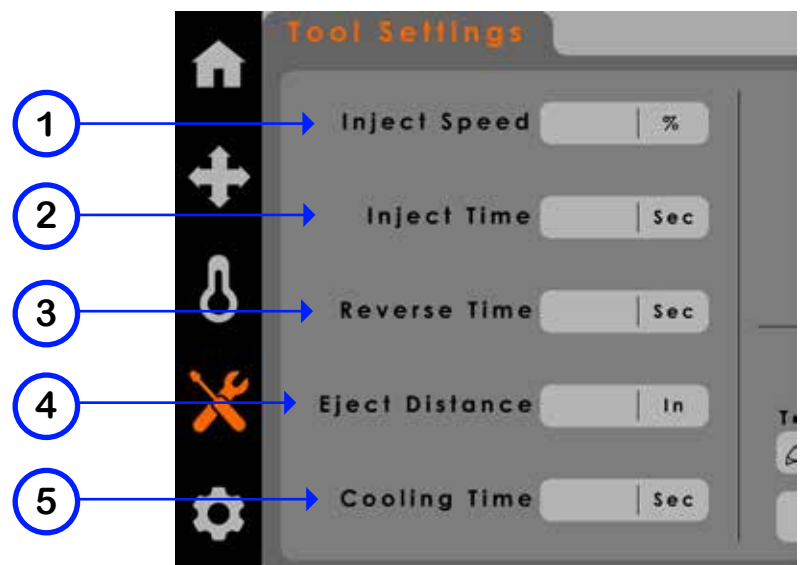 Tool Settings
1 Inject Speed %
2 Inject Time Sec
3 Reverse Time Sec
4 Eject Distance In
5 Cooling Time Sec